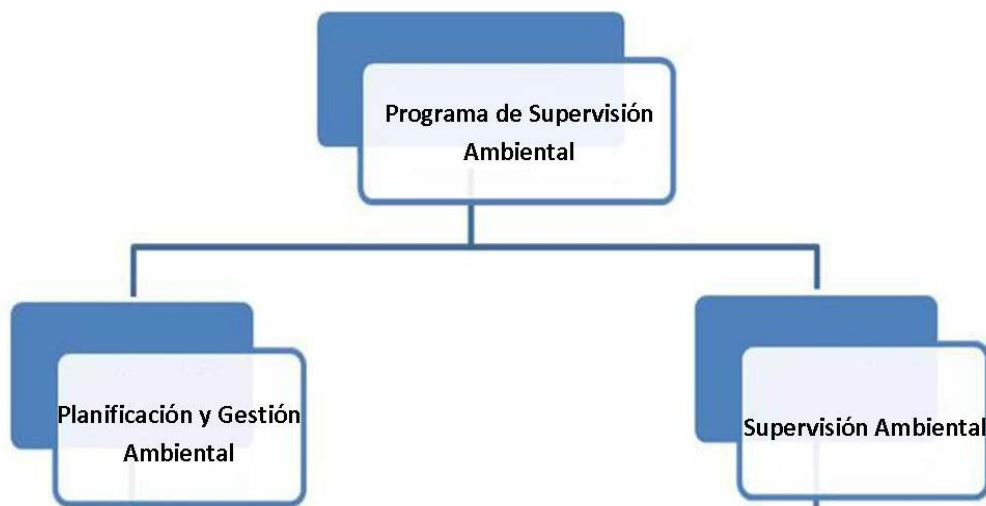 Programa de Supervisión
Ambiental
Planificación y Gestión
Ambiental
Supervisión Ambiental